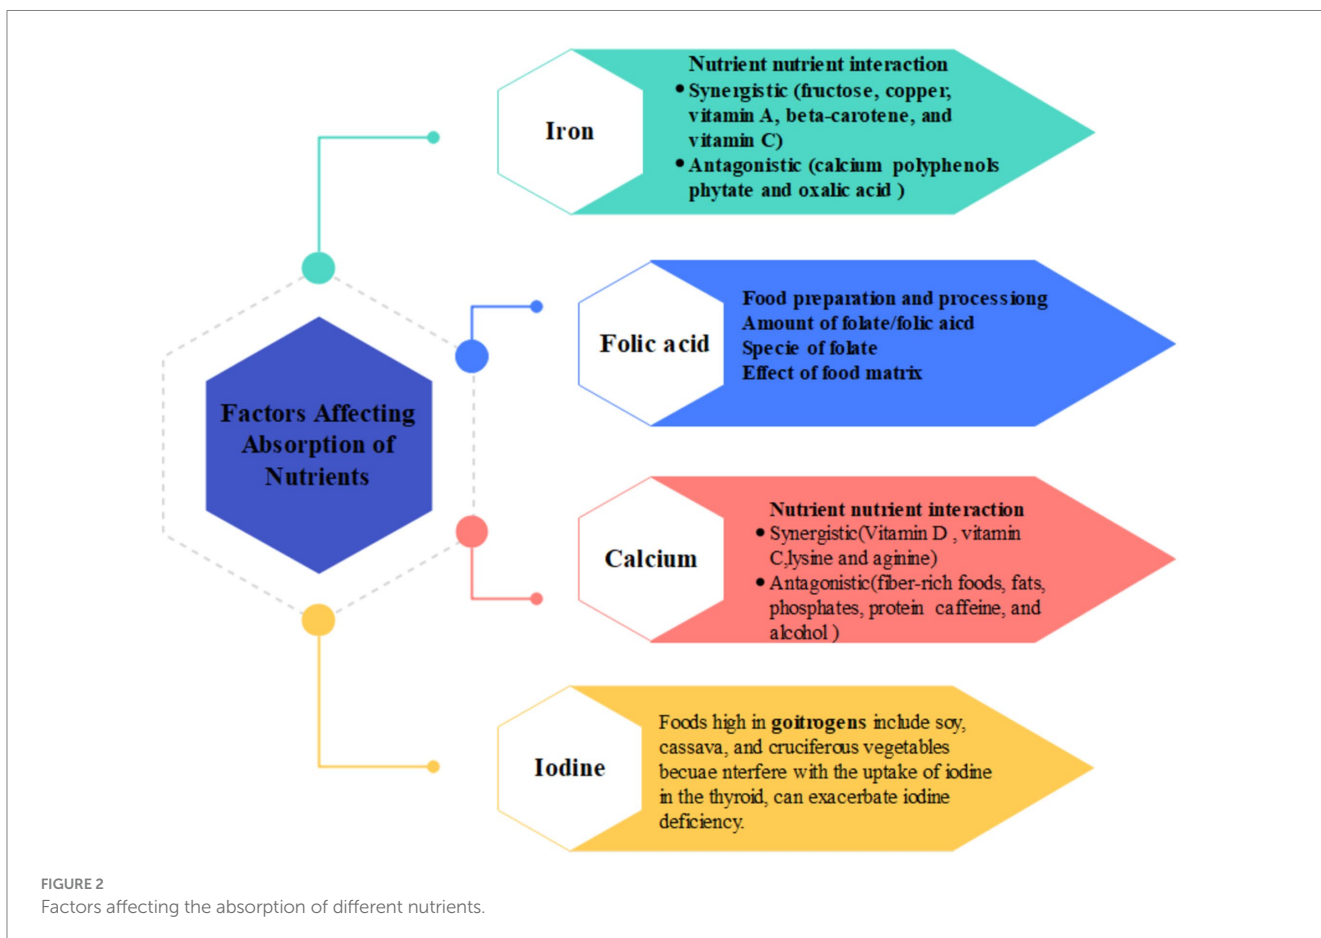 Factors Affecting
Absorption of
Nutrients
Iron
Nutrient nutrient interaction
• Synergistic (fructose, copper,
vitamin A, beta-carotene, and
vitamin C)
• Antagonistic (calcium polyphenols
phytate and oxalic acid )
Folic acid
Food preparation and processiong
Amount of folate/folic aicd
Specie of folate
Effect of food matrix
Calcium
Nutrient nutrient interaction
• Synergistic(Vitamin D , vitamin
C,lysine and aginine)
• Antagonistic(fiber-rich foods, fats,
phosphates, protein caffeine, and
alcohol )
Iodine
Foods high in goitrogens include soy,
cassava, and cruciferous vegetables
becuae nterfere with the uptake of iodine
in the thyroid, can exacerbate iodine
deficiency.
FIGURE 2
Factors affecting the absorption of different nutrients.